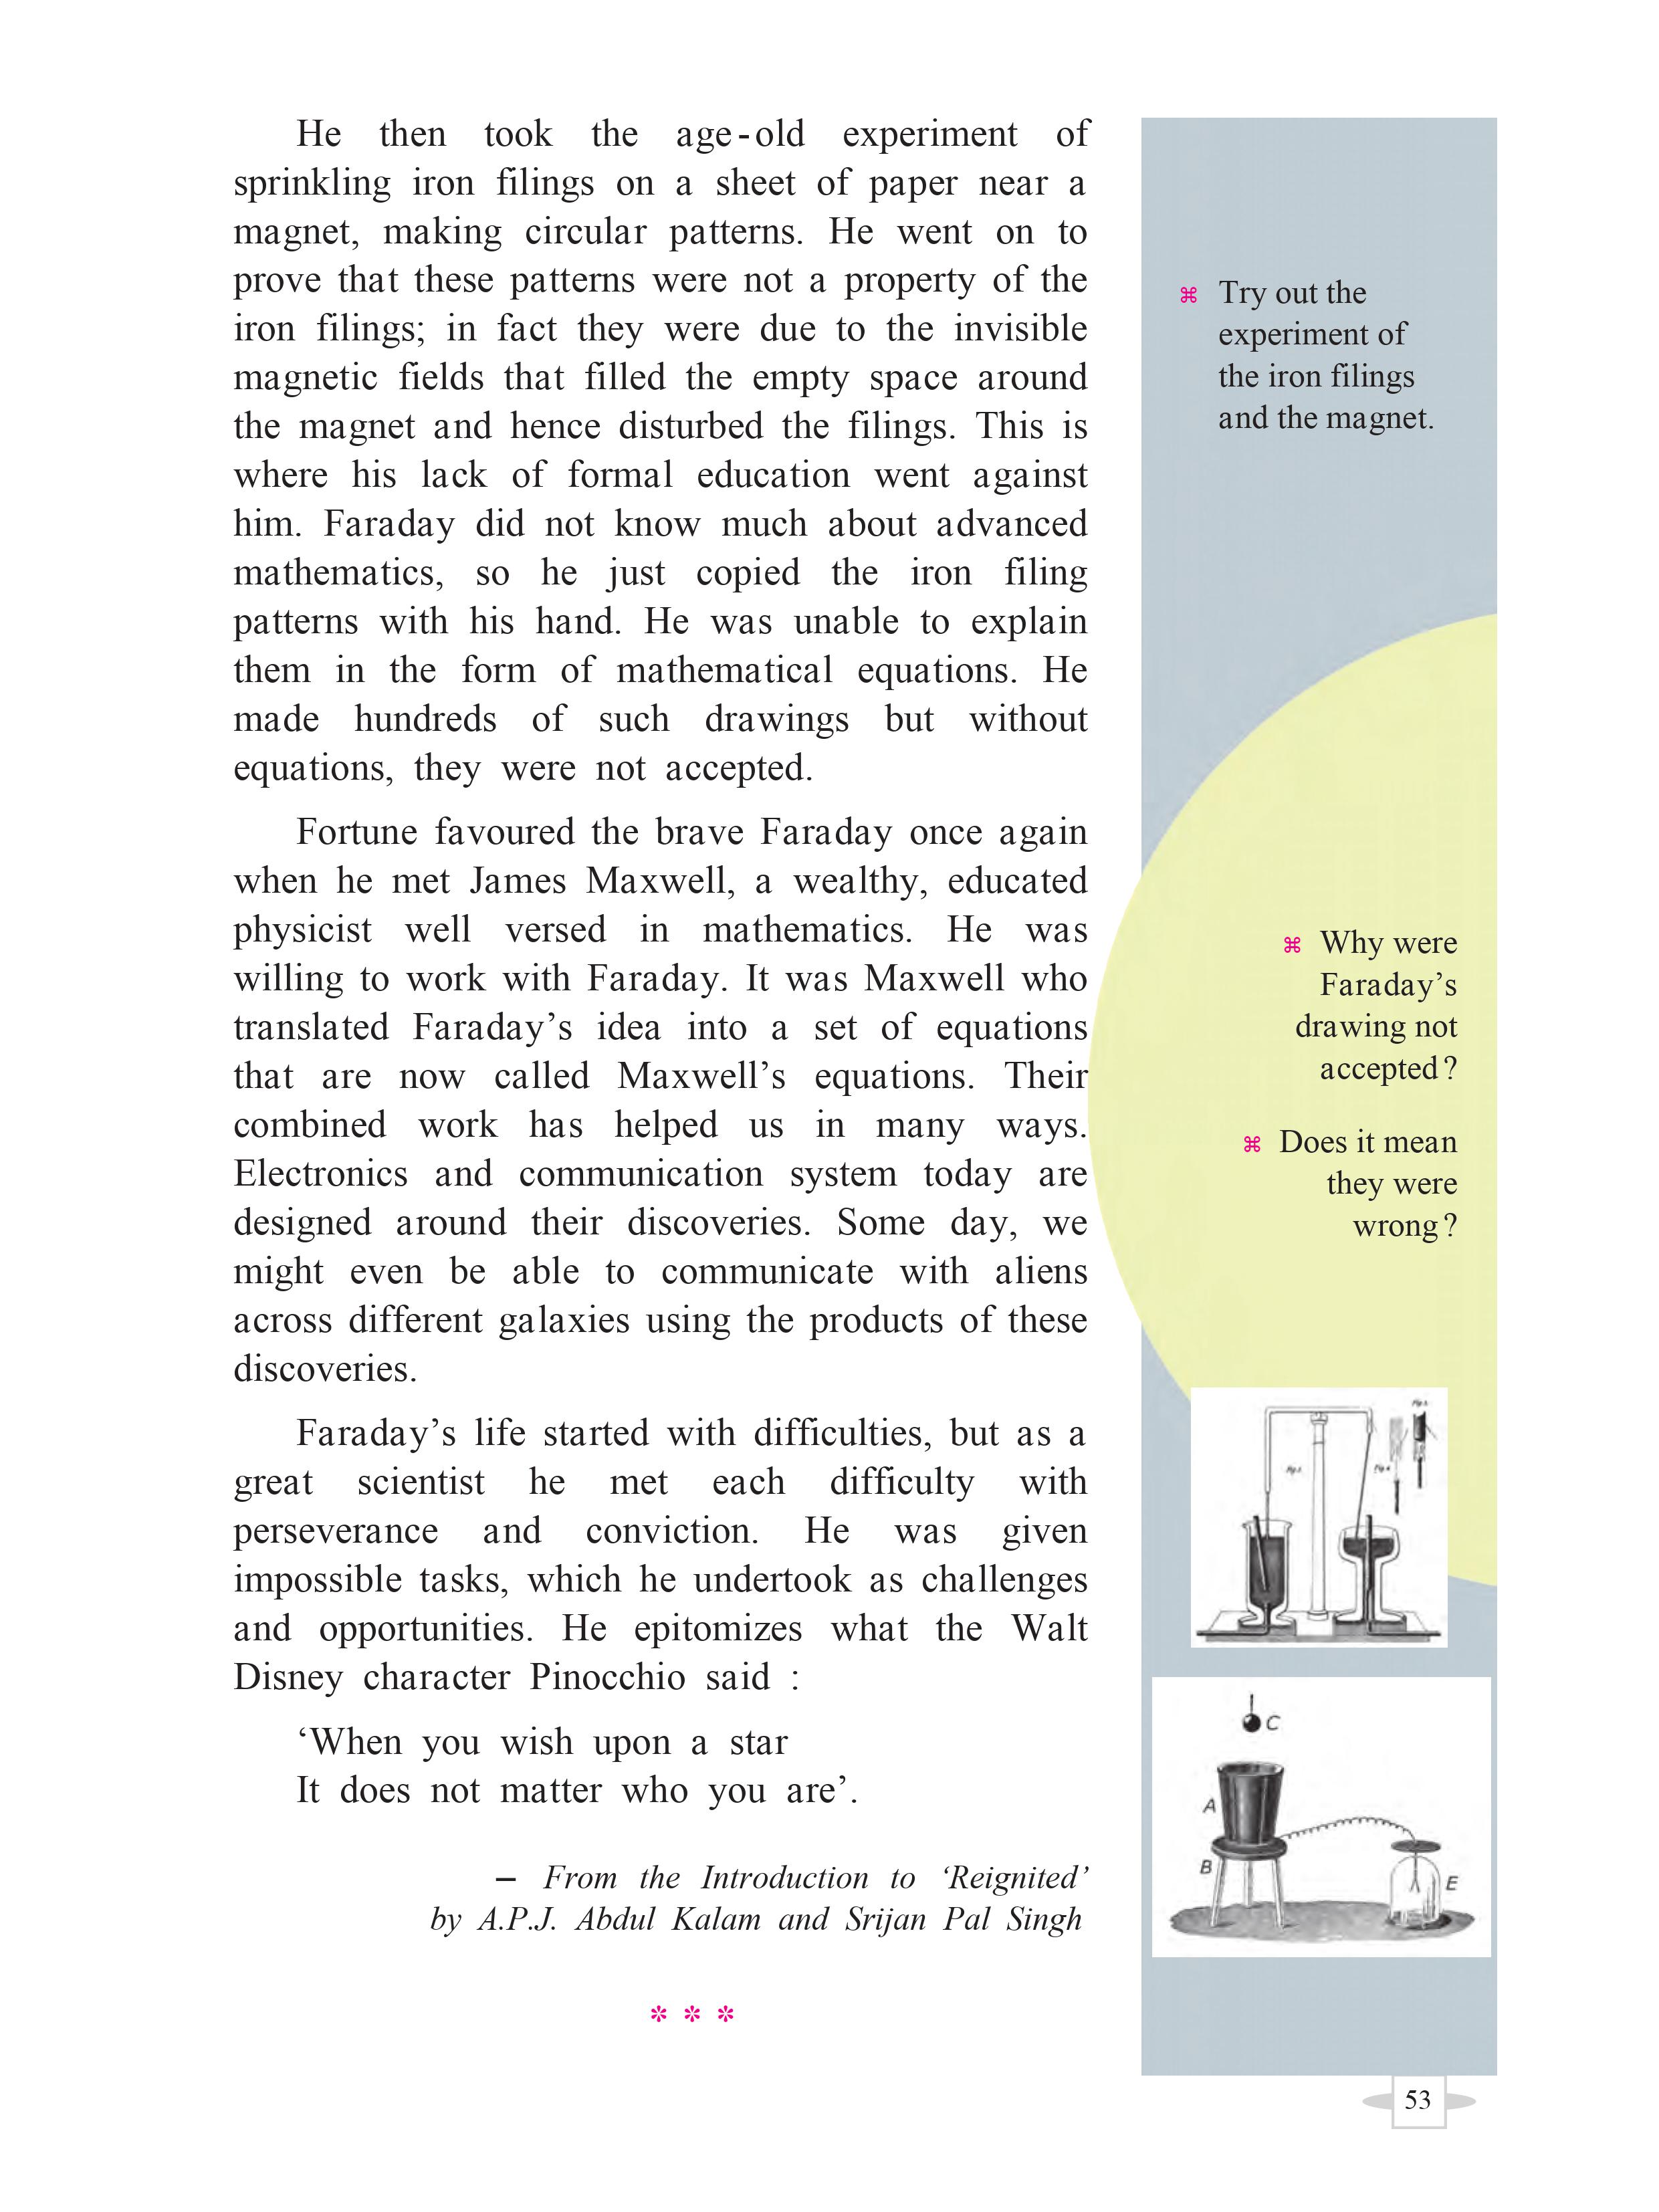 He then took the age-old experiment of
sprinkling iron filings on a sheet of paper near a
magnet, making circular patterns. He went on to
prove that these patterns were not a property of the
iron filings; in fact they were due to the invisible
magnetic fields that filled the empty space around
the magnet and hence disturbed the filings. This is
where his lack of formal education went against
him. Faraday did not know much about advanced
mathematics, so he just copied the iron filing
patterns with his hand. He was unable to explain
them in the form of mathematical equations. He
made hundreds of such drawings but without
equations, they were not accepted.
Fortune favoured the brave Faraday once again
when he met James Maxwell, a wealthy, educated
physicist well versed in mathematics. He was
willing to work with Faraday. It was Maxwell who
translated Faraday’s idea into a set of equations
that are now called Maxwell’s equations. Their
combined work has helped us in many ways.
Electronics and communication system today are
designed around their discoveries. Some day, we
might even be able to communicate with aliens
across different galaxies using the products of these
discoveries.
Faraday’s life started with difficulties, but as a
great scientist he met each difficulty with
perseverance and conviction. He was given
impossible tasks, which he undertook as challenges
and opportunities. He epitomizes what the Walt
Disney character Pinocchio said :
‘When you wish upon a star
It does not matter who you are’.
– From the Introduction to ‘Reignited’
by A.P.J. Abdul Kalam and Srijan Pal Singh
* * *
⌘ Try out the
experiment of
the iron filings
and the magnet.
⌘ Why were
Faraday’s
drawing not
accepted?
⌘ Does it mean
they were
wrong?
C
A
B
E
53